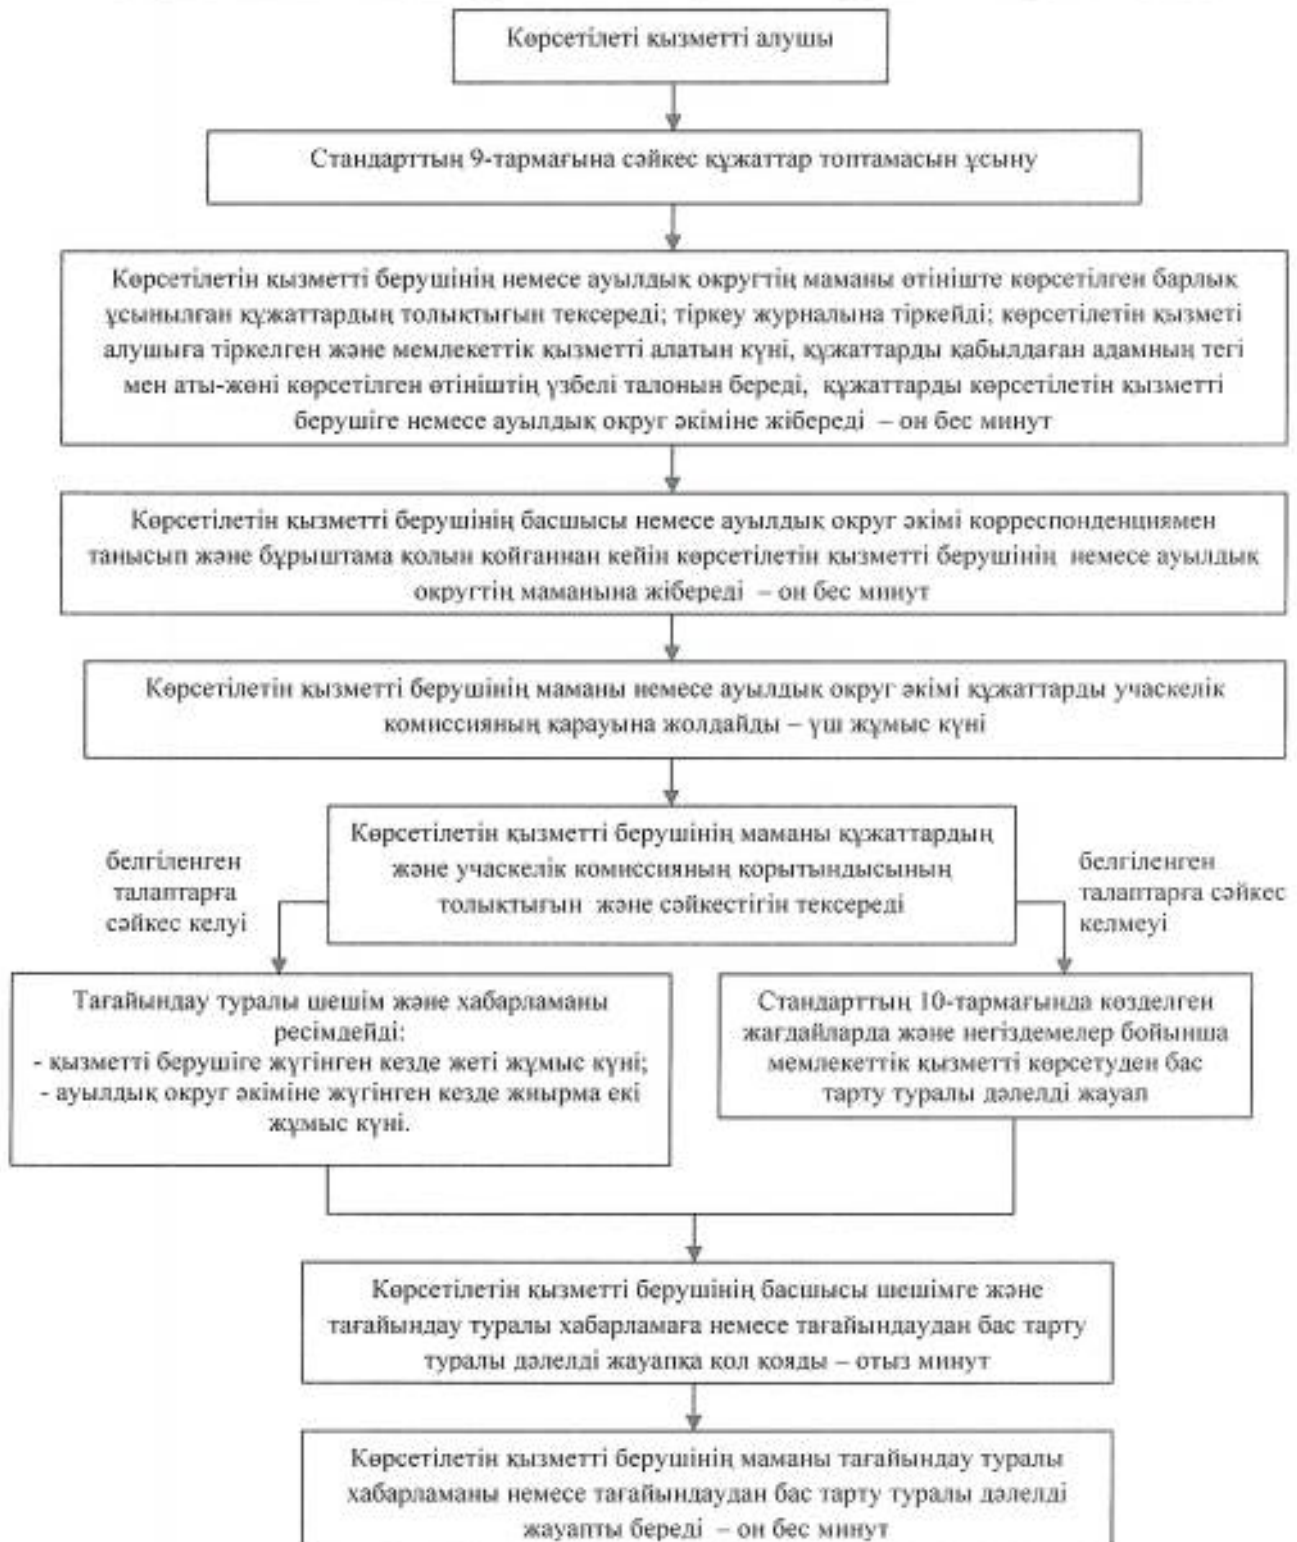 Көрсетілеті қызметті алушы
Стандарттың 9-тармағына сәйкес құжаттар топтамасын ұсыну
Көрсетілетін қызметті берушінің немесе ауылдық округтің маманы өтініште көрсетілген барлық
ұсынылған құжаттардың толықтығын тексереді; тіркеу журналына тіркейді; көрсетілетін қызметі
алушыға тіркелген және мемлекеттік қызметті алатын күні, құжаттарды қабылдаған адамның тегі
мен аты-жөні көрсетілген өтініштің үзбелі талонын береді, құжаттарды көрсетілетін қызметті
берушіге немесе ауылдық округ әкіміне жібереді – он бес минут
Көрсетілетін қызметті берушінің басшысы немесе ауылдық округ әкімі корреспонденциямен
танысып және бұрыштама қолын қойғаннан кейін көрсетілетін қызметті берушінің немесе ауылдық
округтің маманына жібереді – он бес минут
Көрсетілетін қызметті берушінің маманы немесе ауылдық округ әкімі құжаттарды учаскелік
комиссияның қарауына жолдайды – үш жұмыс күні
Көрсетілетін қызметті берушінің маманы құжаттардың
және учаскелік комиссияның қорытындысының
толықтығын және сәйкестігін тексереді
белгіленген
талаптарға
сәйкес келуі
белгіленген
талаптарға сәйкес
келмеуі
Тағайындау туралы шешім және хабарламаны
ресімдейді:
- қызметті берушіге жүгінген кезде жеті жұмыс күні;
- ауылдық округ әкіміне жүгінген кезде жиырма екі
жұмыс күні.
Стандарттың 10-тармағында көзделген
жағдайларда және негіздемелер бойынша
мемлекеттік қызметті көрсетуден бас
тарту туралы дәлелді жауап
Көрсетілетін қызметті берушінің басшысы шешімге және
тағайындау туралы хабарламаға немесе тағайындаудан бас тарту
туралы дәлелді жауапқа қол қояды – отыз минут
Көрсетілетін қызметті берушінің маманы тағайындау туралы
хабарламаны немесе тағайындаудан бас тарту туралы дәлелді
жауапты береді – он бес минут